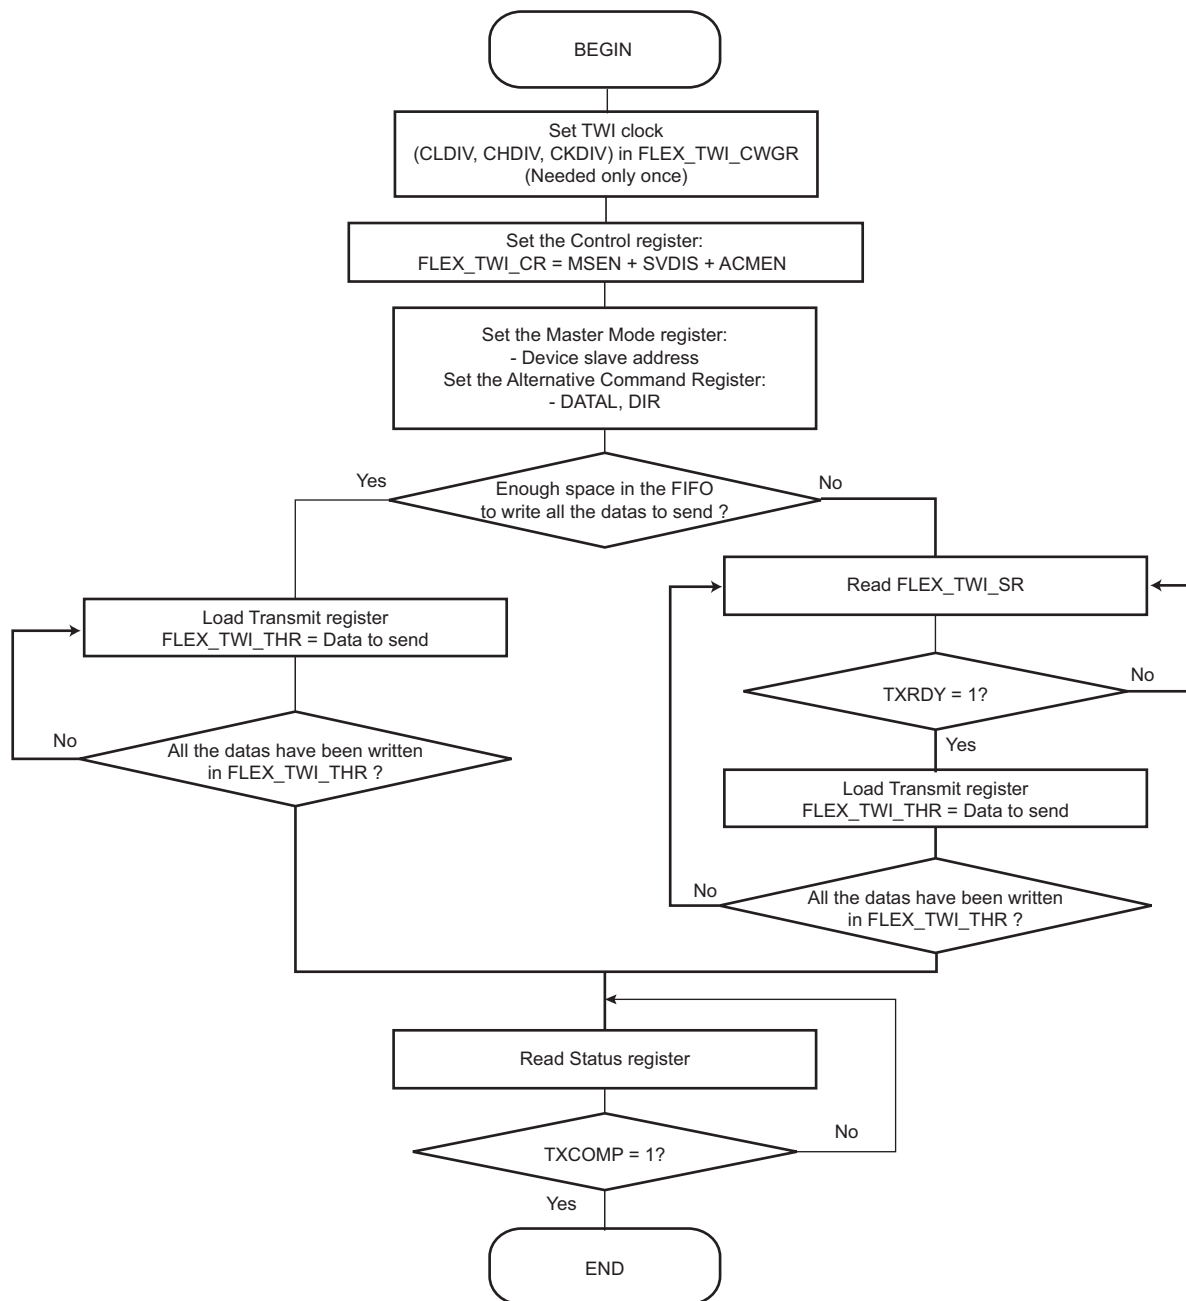 BEGIN
Set TWI clock
(CLDIV, CHDIV, CKDIV) in FLEX_TWI_CWGR
(Needed only once)
Set the Control register:
FLEX_TWI_CR = MSEN + SVDIS + ACMEN
Set the Master Mode register:
- Device slave address
Set the Alternative Command Register:
- DATAL, DIR
Yes
Enough space in the FIFO
to write all the datas to send ?
No
Load Transmit register
FLEX_TWI_THR = Data to send
No
All the datas have been written
in FLEX_TWI_THR ?
Read FLEX_TWI_SR
TXRDY = 1?
No
Yes
Load Transmit register
FLEX_TWI_THR = Data to send
No
All the datas have been written
in FLEX_TWI_THR ?
Read Status register
TXCOMP = 1?
No
Yes
END